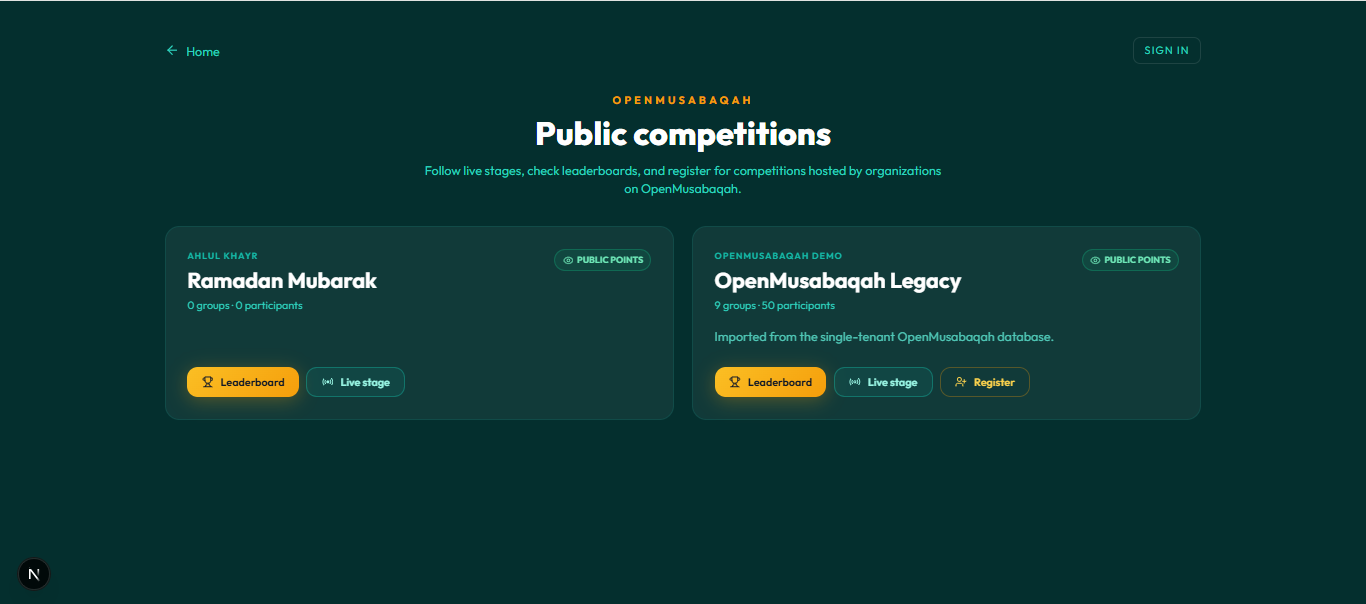 Home
SIGN IN
OPENMUSABAQAH
Public competitions
Follow live stages, check leaderboards, and register for competitions hosted by organizations
on OpenMusabaqah.
AHLUL KHAYR
PUBLIC POINTS
Ramadan Mubarak
0 groups · 0 participants
Leaderboard
Live stage
OPENMUSABAQAH DEMO
PUBLIC POINTS
OpenMusabaqah Legacy
9 groups · 50 participants
Imported from the single-tenant OpenMusabaqah database.
Leaderboard
Live stage
Register
N